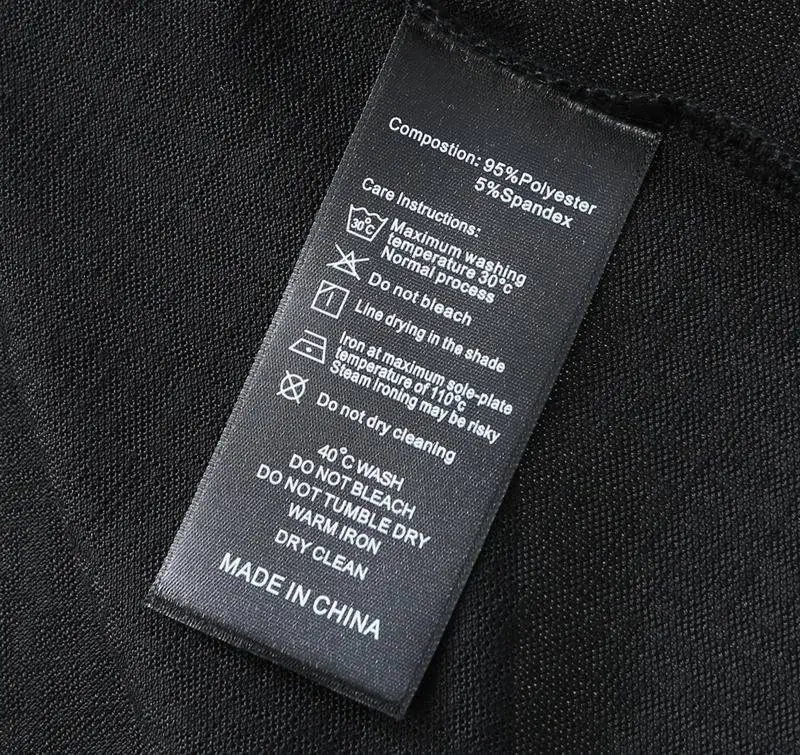 Compostion: 95%Polyester
5%Spandex
Care Instructions:
30°C
Maximum washing
temperature 30°c
Normal process
Do not bleach
Line drying in the shade
Iron at maximum sole-plate
temperature of 110°c
Steam ironing may be risky
Do not dry cleaning
40°C WASH
DO NOT BLEACH
DO NOT TUMBLE DRY
WARM IRON
DRY CLEAN
MADE IN CHINA